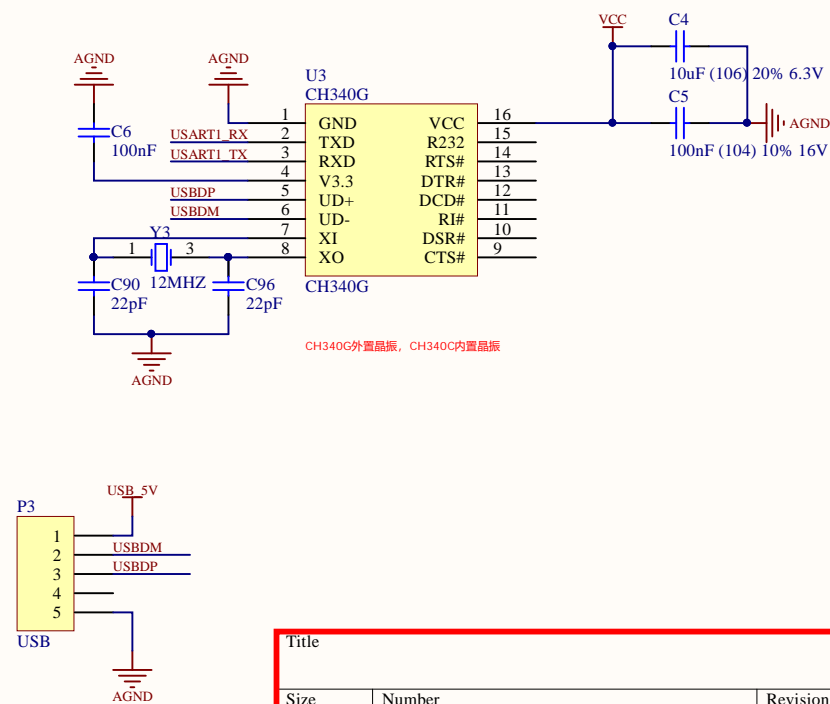 VCC
C4
10uF (106) 20% 6.3V
C5
AGND
100nF (104) 10% 16V
AGND
AGND
C6
100nF
U3
CH340G
1 GND VCC 16
USART1_RX 2 TXD R232 15
USART1_TX 3 RXD RTS# 14
4 V3.3 DTR# 13
USBDP 5 UD+ DCD# 12
USBDM 6 UD- RI# 11
7 XI DSR# 10
8 XO CTS# 9
CH340G
Y3
1 3
12MHZ
C90
22pF
C96
22pF
AGND
CH340G外置晶振，CH340C内置晶振
P3
USB_5V
1
2 USBDM
3 USBDP
4
5
USB
AGND
Title
Size Number Revision